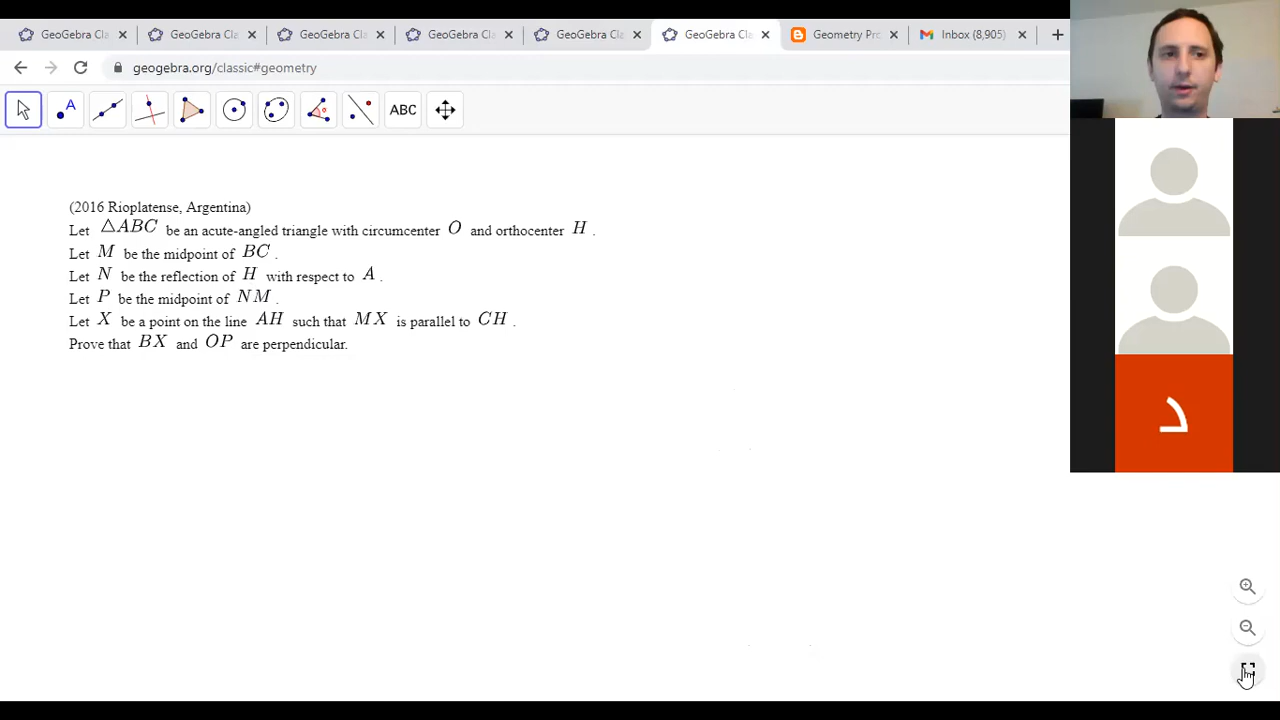 GeoGebra Cla
GeoGebra Cla
GeoGebra Cla
GeoGebra Cla
GeoGebra Cla
GeoGebra Cla
Geometry Pro
Inbox (8,905)
geogebra.org/classic#geometry
A
ABC
(2016 Rioplatense, Argentina)
Let △ABC be an acute-angled triangle with circumcenter O and orthocenter H .
Let M be the midpoint of BC .
Let N be the reflection of H with respect to A .
Let P be the midpoint of NM .
Let X be a point on the line AH such that MX is parallel to CH .
Prove that BX and OP are perpendicular.
ד